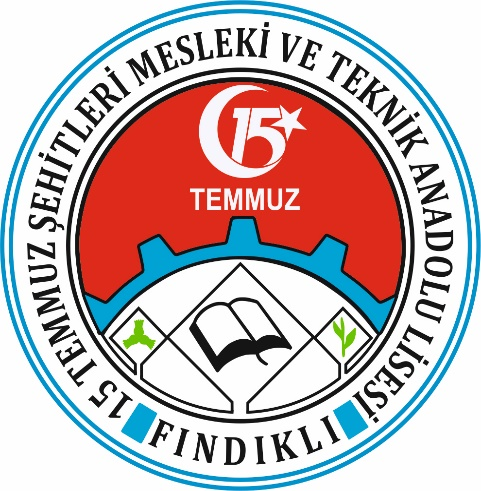 15 TEMMUZ ŞEHİTLERİ MESLEKİ VE TEKNİK ANADOLU LİSESİ
15
TEMMUZ
FINDIKLI